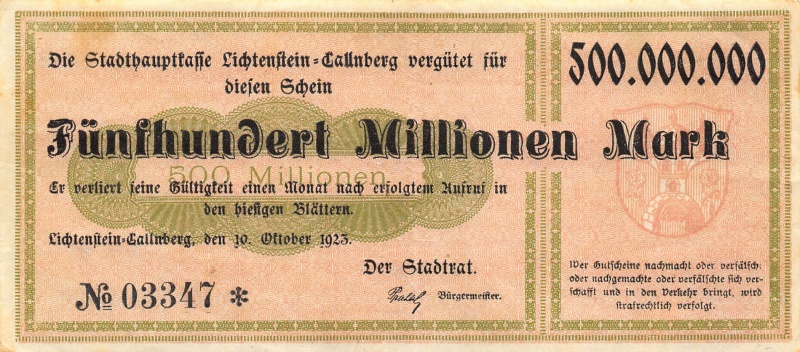 Die Stadthauptkasse Lichtenstein=Callnberg vergütet für
diesen Schein
500.000.000
Fünfhundert Millionen Mark
500 Millionen
Er verliert seine Gültigkeit einen Monat nach erfolgtem Aufruf in
den hiesigen Blättern.
Lichtenstein=Callnberg, den 10. Oktober 1923.
Der Stadtrat.
Bürgermeister.
№ 03347 *
Wer Gutscheine nachmacht oder verfälscht
oder nachgemachte oder verfälschte sich ver=
schafft und in den Verkehr bringt, wird
strafrechtlich verfolgt.